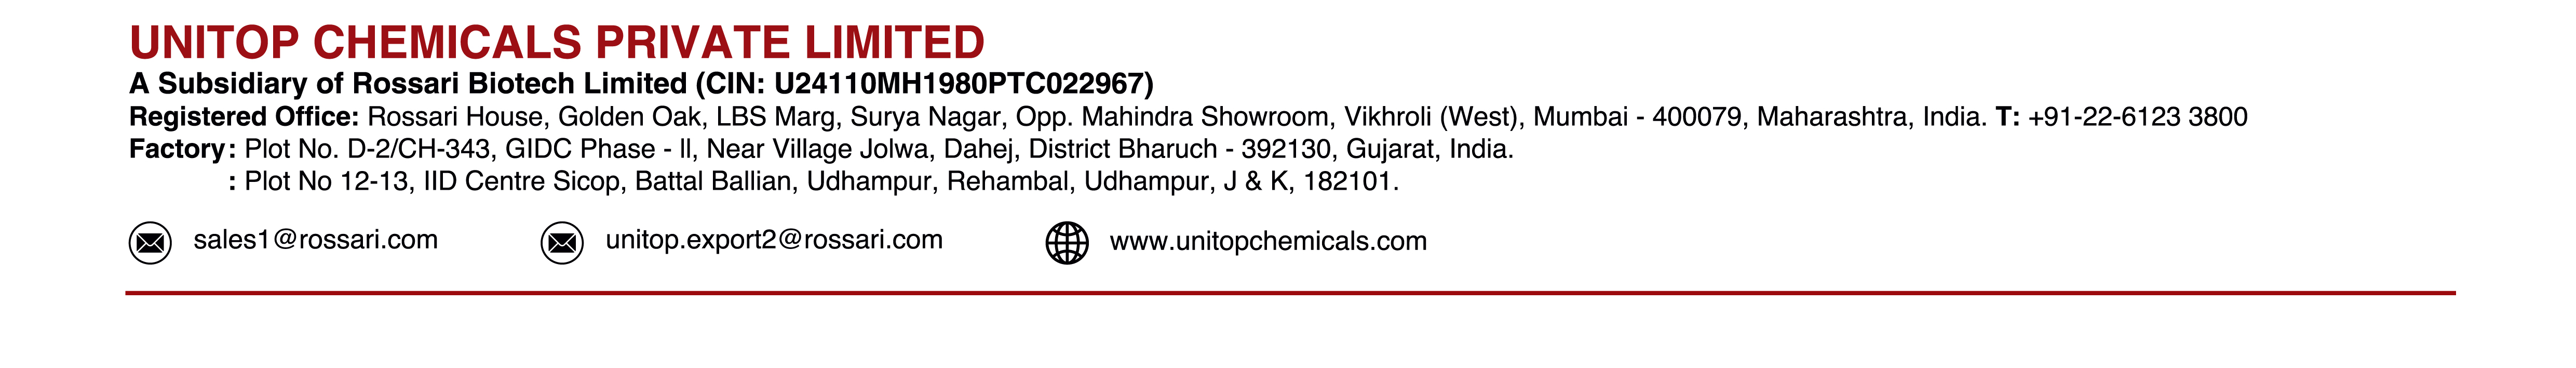 UNITOP CHEMICALS PRIVATE LIMITED
A Subsidiary of Rossari Biotech Limited (CIN: U24110MH1980PTC022967)
Registered Office: Rossari House, Golden Oak, LBS Marg, Surya Nagar, Opp. Mahindra Showroom, Vikhroli (West), Mumbai - 400079, Maharashtra, India. T: +91-22-6123 3800
Factory : Plot No. D-2/CH-343, GIDC Phase - II, Near Village Jolwa, Dahej, District Bharuch - 392130, Gujarat, India.
: Plot No 12-13, IID Centre Sicop, Battal Ballian, Udhampur, Rehambal, Udhampur, J & K, 182101.
sales1@rossari.com unitop.export2@rossari.com www.unitopchemicals.com